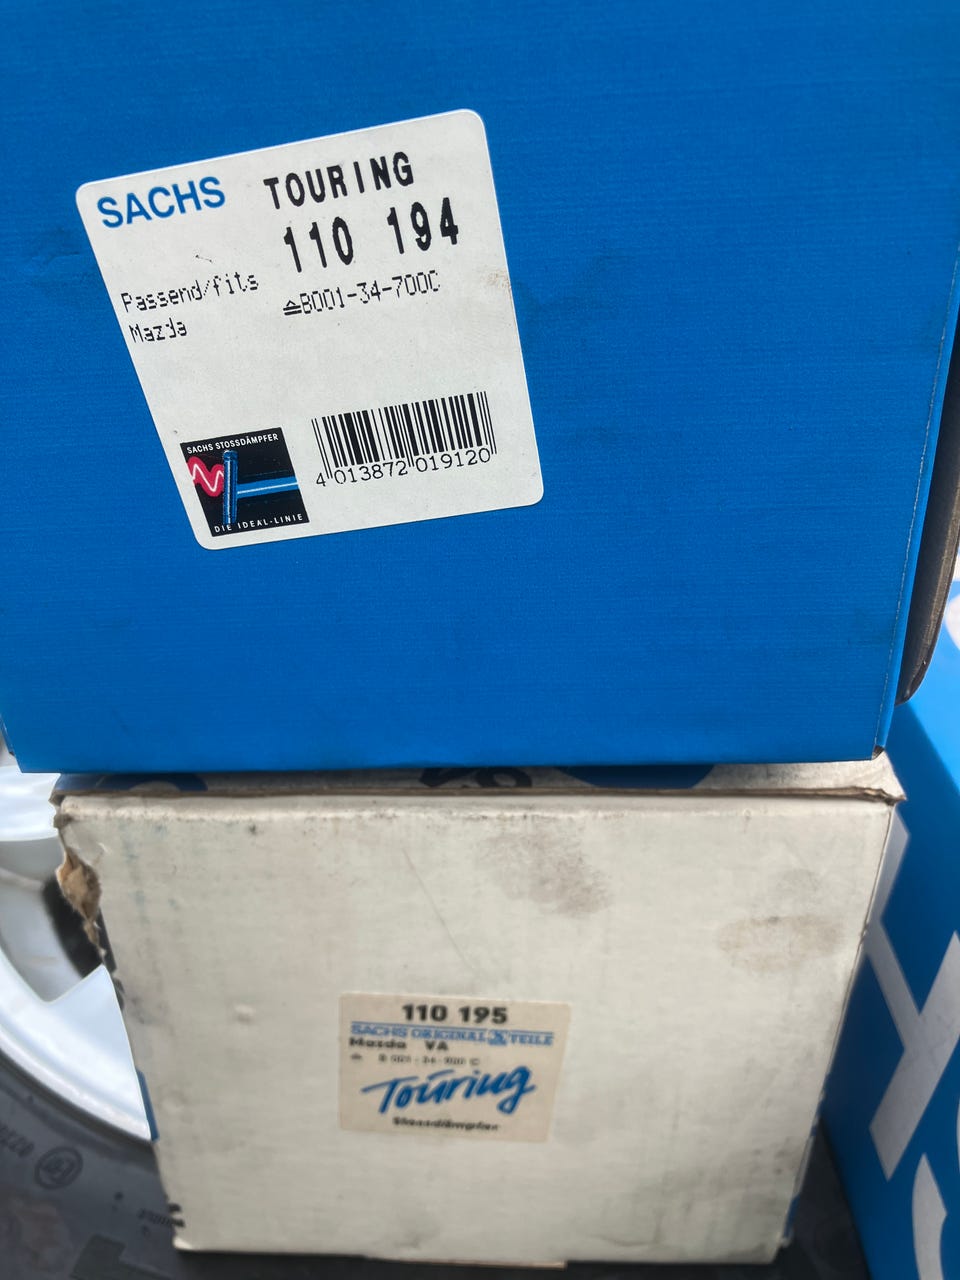 SACHS TOURING
110 194
Passend/fits
≙B001-34-700C
Mazda
SACHS STOSSDÄMPFER
DIE IDEAL-LINIE
4 013872 019120
110 195
SACHS ORIGINAL TEILE
Mazda VA
Touring
Stossdämpfer